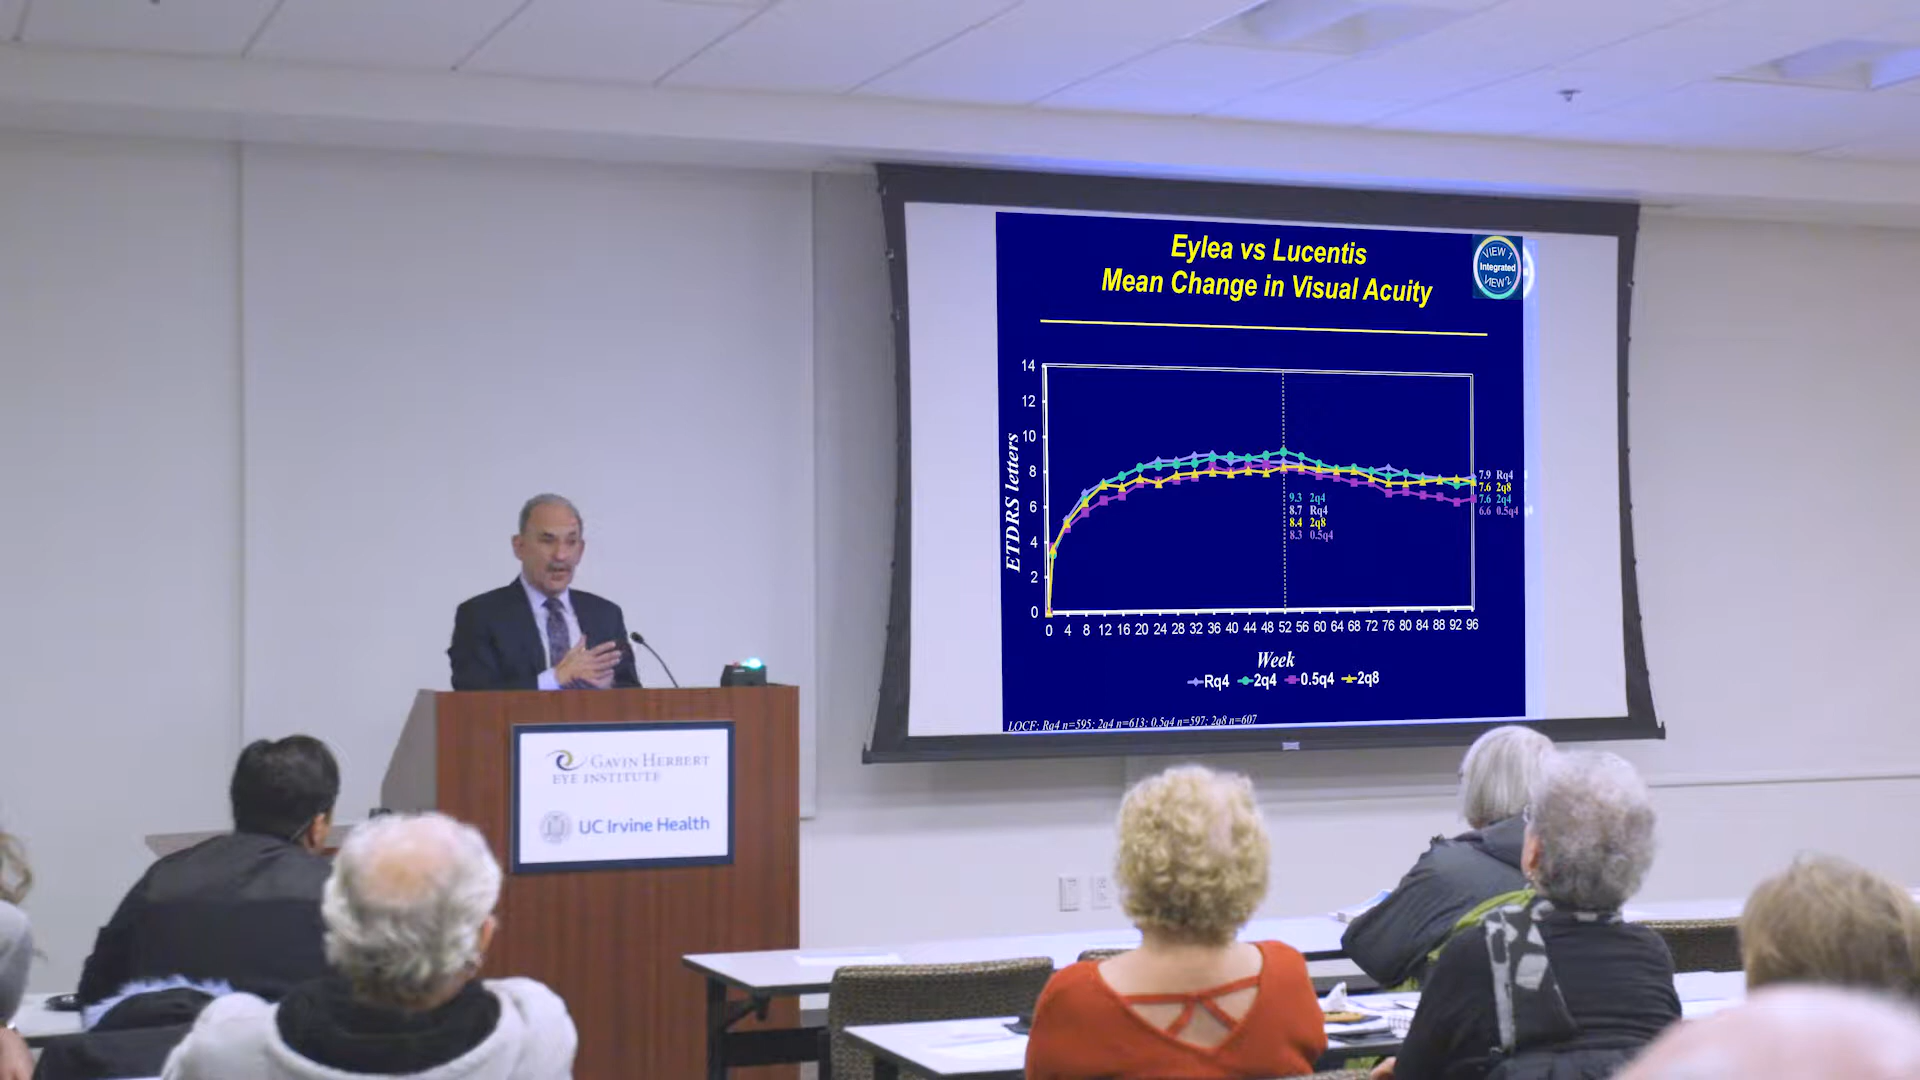 Eylea vs Lucentis
Mean Change in Visual Acuity
VIEW 1
Integrated
VIEW 2
14
12
10
8
6
4
2
0
ETDRS letters
9.3 2q4
8.7 Rq4
8.4 2q8
8.3 0.5q4
7.9 Rq4
7.6 2q8
7.6 2q4
6.6 0.5q4
0 4 8 12 16 20 24 28 32 36 40 44 48 52 56 60 64 68 72 76 80 84 88 92 96
Week
Rq4 2q4 0.5q4 2q8
LOCF; Rq4 n=595; 2q4 n=613; 0.5q4 n=597; 2q8 n=607
GAVIN HERBERT
EYE INSTITUTE
UC Irvine Health